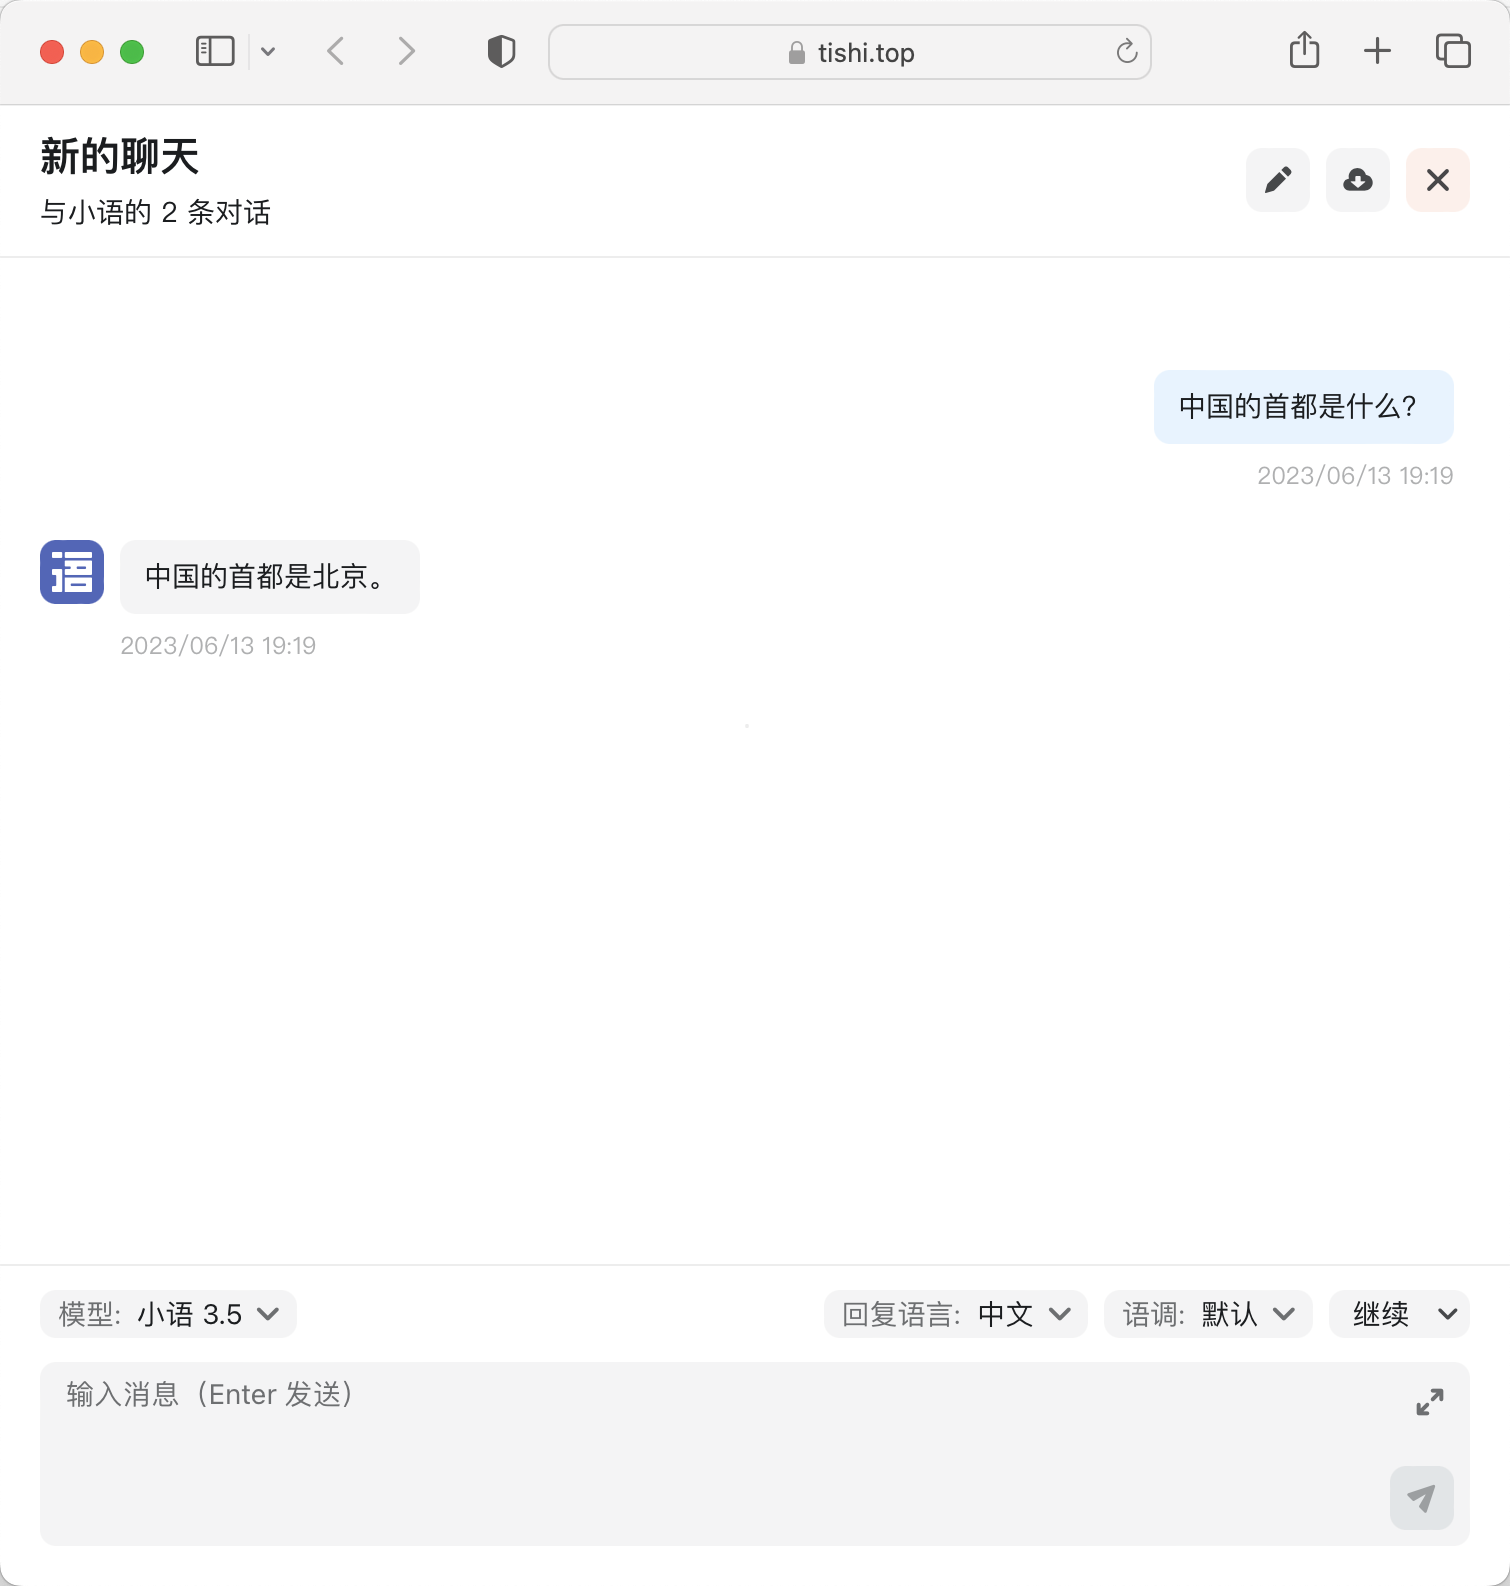 tishi.top
新的聊天
与小语的 2 条对话
中国的首都是什么?
2023/06/13 19:19
语
中国的首都是北京。
2023/06/13 19:19
模型: 小语 3.5
回复语言: 中文
语调: 默认
继续
输入消息（Enter 发送）